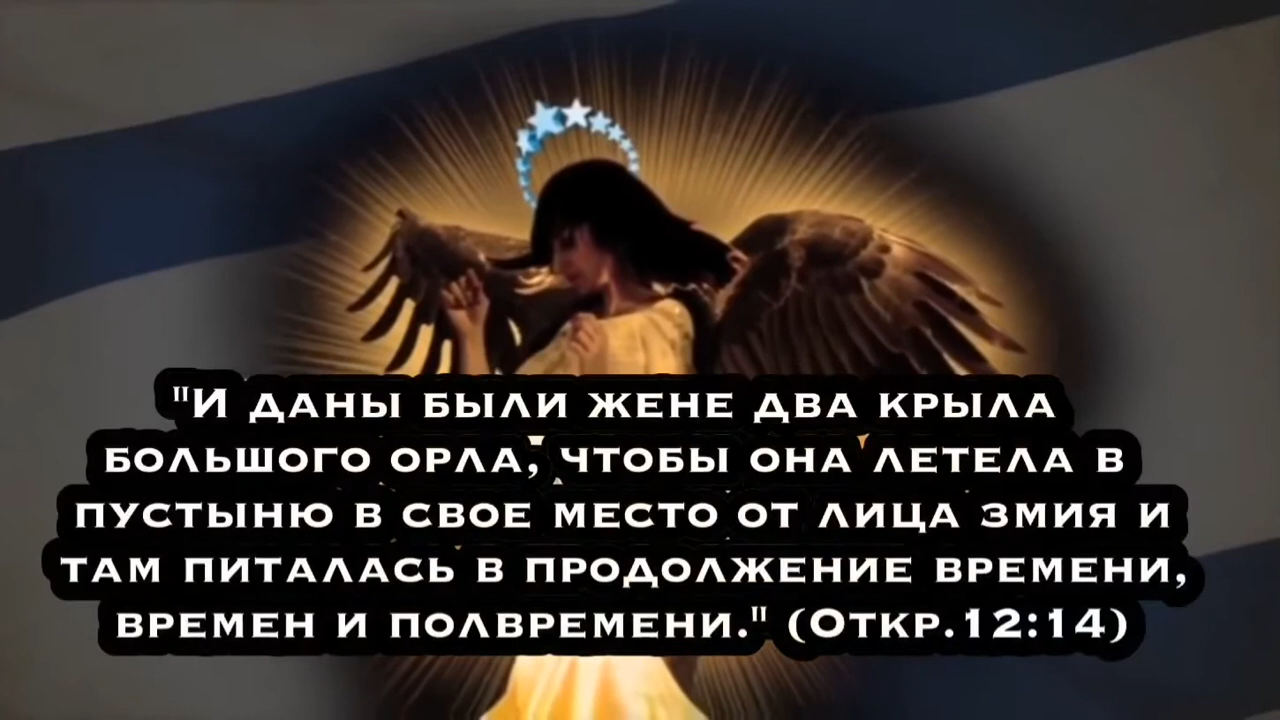 "И ДАНЫ БЫЛИ ЖЕНЕ ДВА КРЫЛА
БОЛЬШОГО ОРЛА, ЧТОБЫ ОНА ЛЕТЕЛА В
ПУСТЫНЮ В СВОЕ МЕСТО ОТ ЛИЦА ЗМИЯ И
ТАМ ПИТАЛАСЬ В ПРОДОЛЖЕНИЕ ВРЕМЕНИ,
ВРЕМЕН И ПОЛВРЕМЕНИ." (ОТКР.12:14)